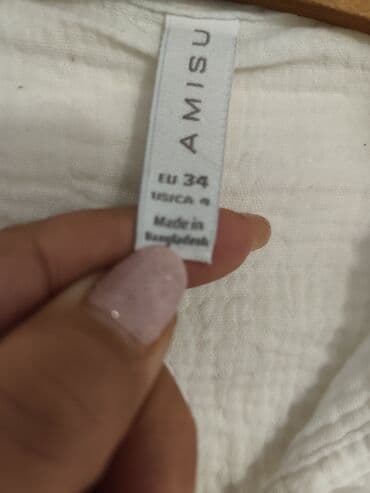 AMISU
EU 34
US/CA 4
Made in
Bangladesh